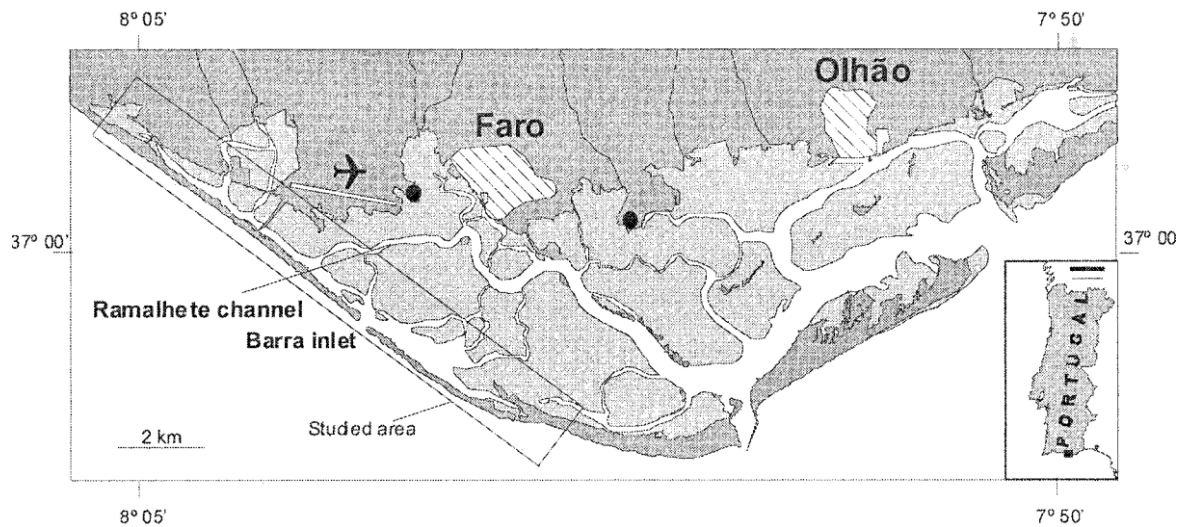 8º 05'
7º 50'
Olhão
Faro
37º 00'
37º 00
Ramalhete channel
Barra inlet
Studied area
2 km
PORTUGAL
8º 05'
7º 50'